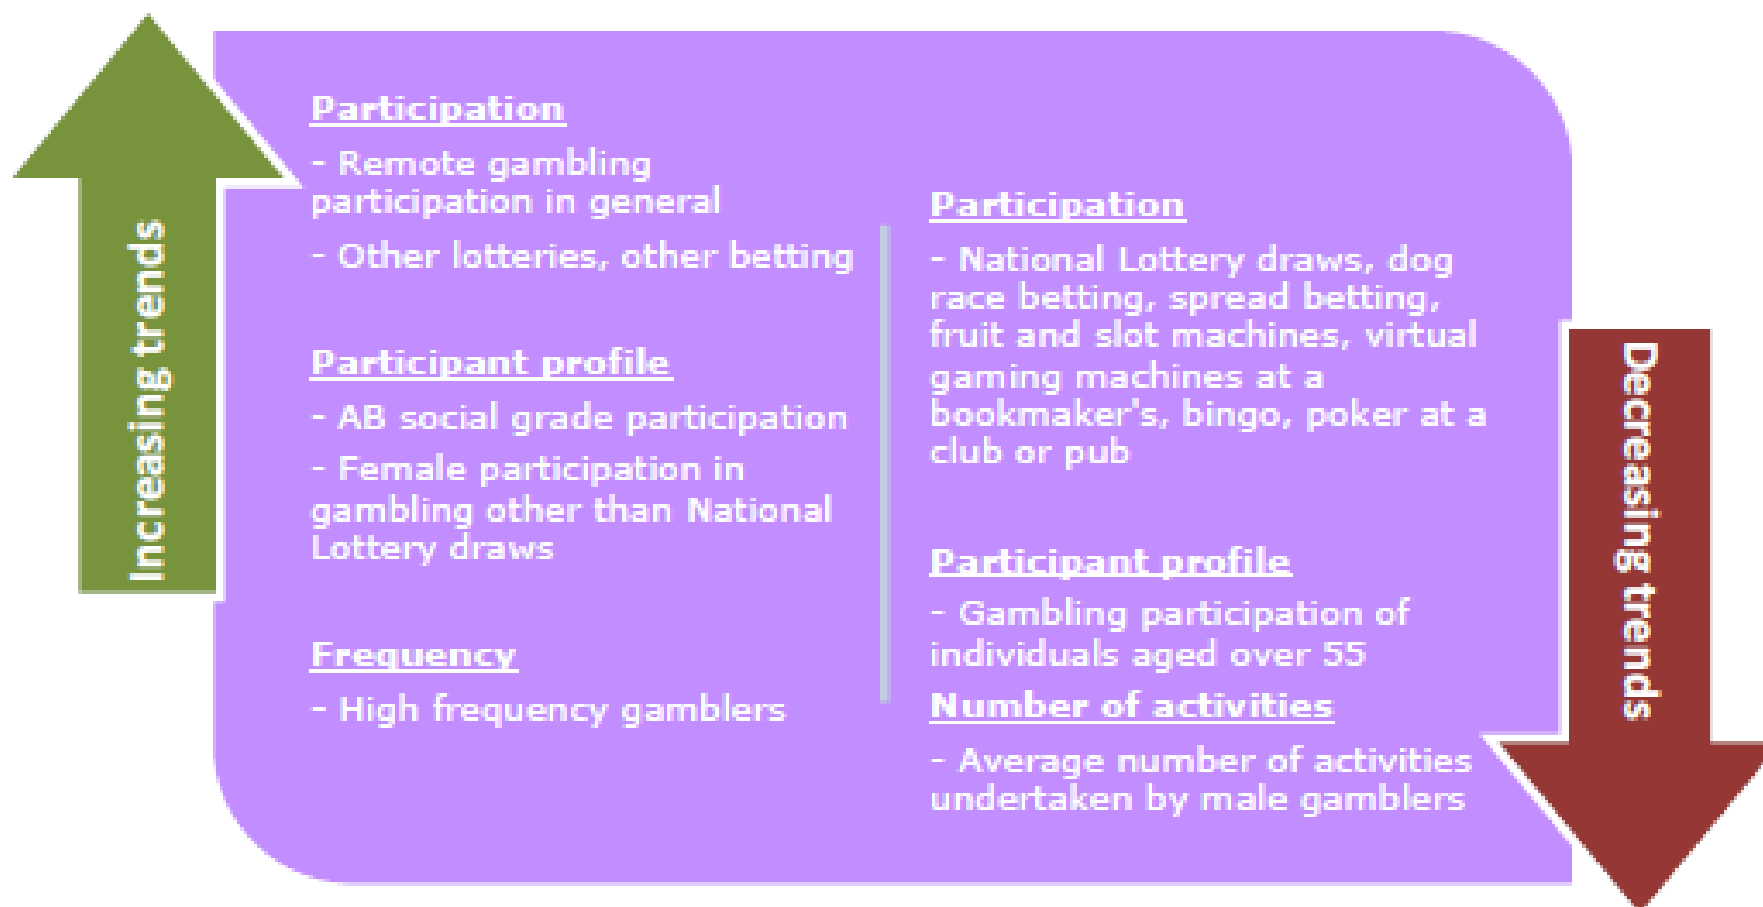 Increasing trends
Participation
- Remote gambling
participation in general
- Other lotteries, other betting
Participant profile
- AB social grade participation
- Female participation in
gambling other than National
Lottery draws
Frequency
- High frequency gamblers
Participation
- National Lottery draws, dog
race betting, spread betting,
fruit and slot machines, virtual
gaming machines at a
bookmaker's, bingo, poker at a
club or pub
Participant profile
- Gambling participation of
individuals aged over 55
Number of activities
- Average number of activities
undertaken by male gamblers
Decreasing trends